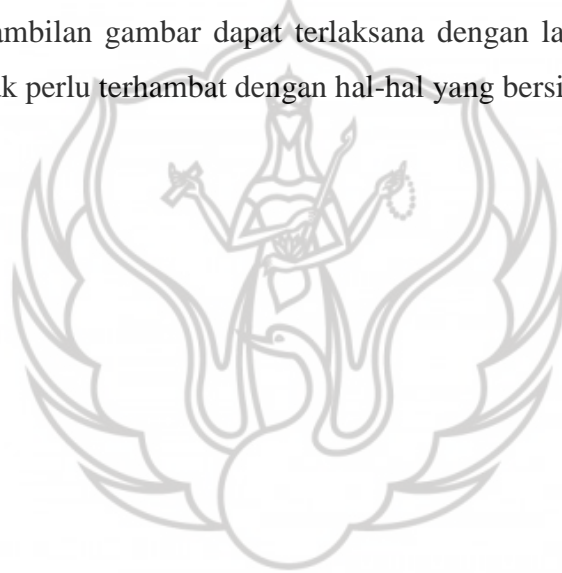 ambilan gambar dapat terlaksana dengan la
k perlu terhambat dengan hal-hal yang bersi